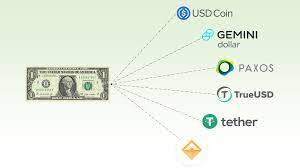 USD Coin
GEMINI
dollar
PAXOS
TrueUSD
tether